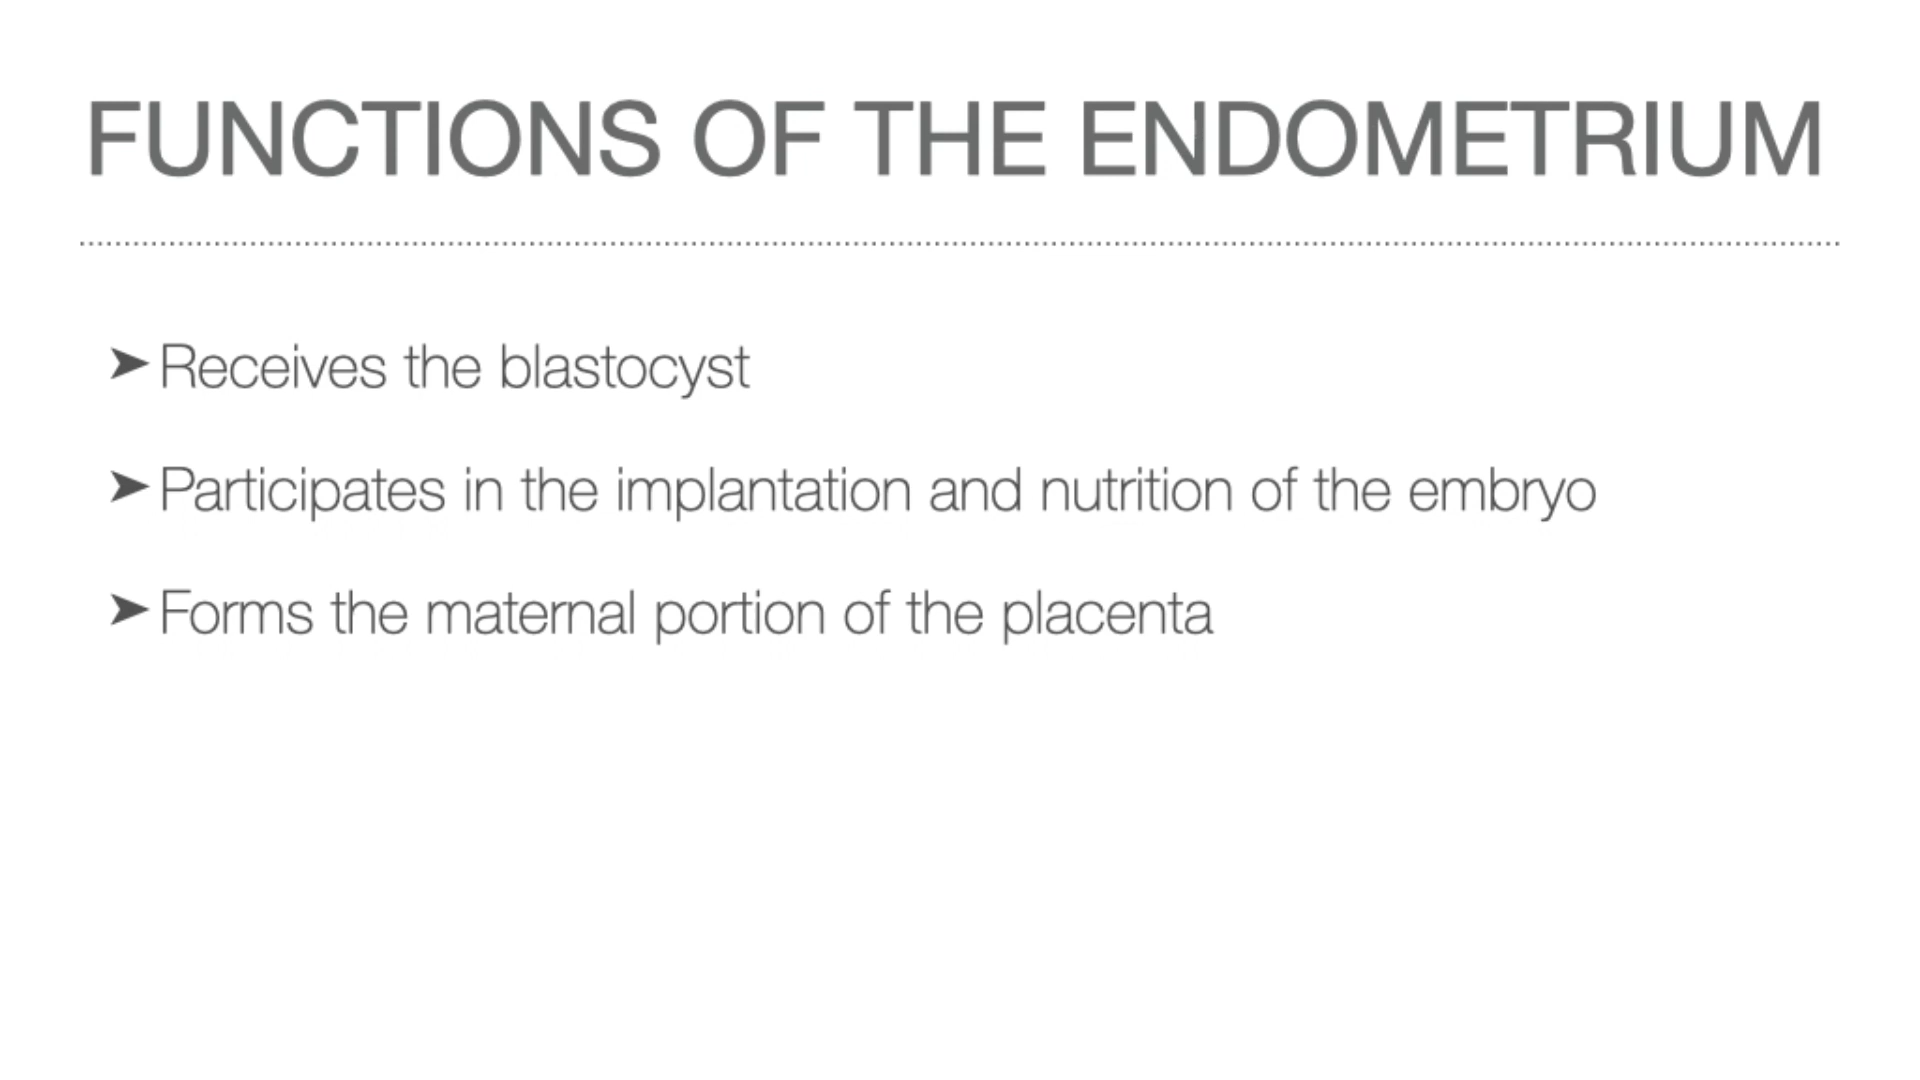 FUNCTIONS OF THE ENDOMETRIUM
➤ Receives the blastocyst
➤ Participates in the implantation and nutrition of the embryo
➤ Forms the maternal portion of the placenta